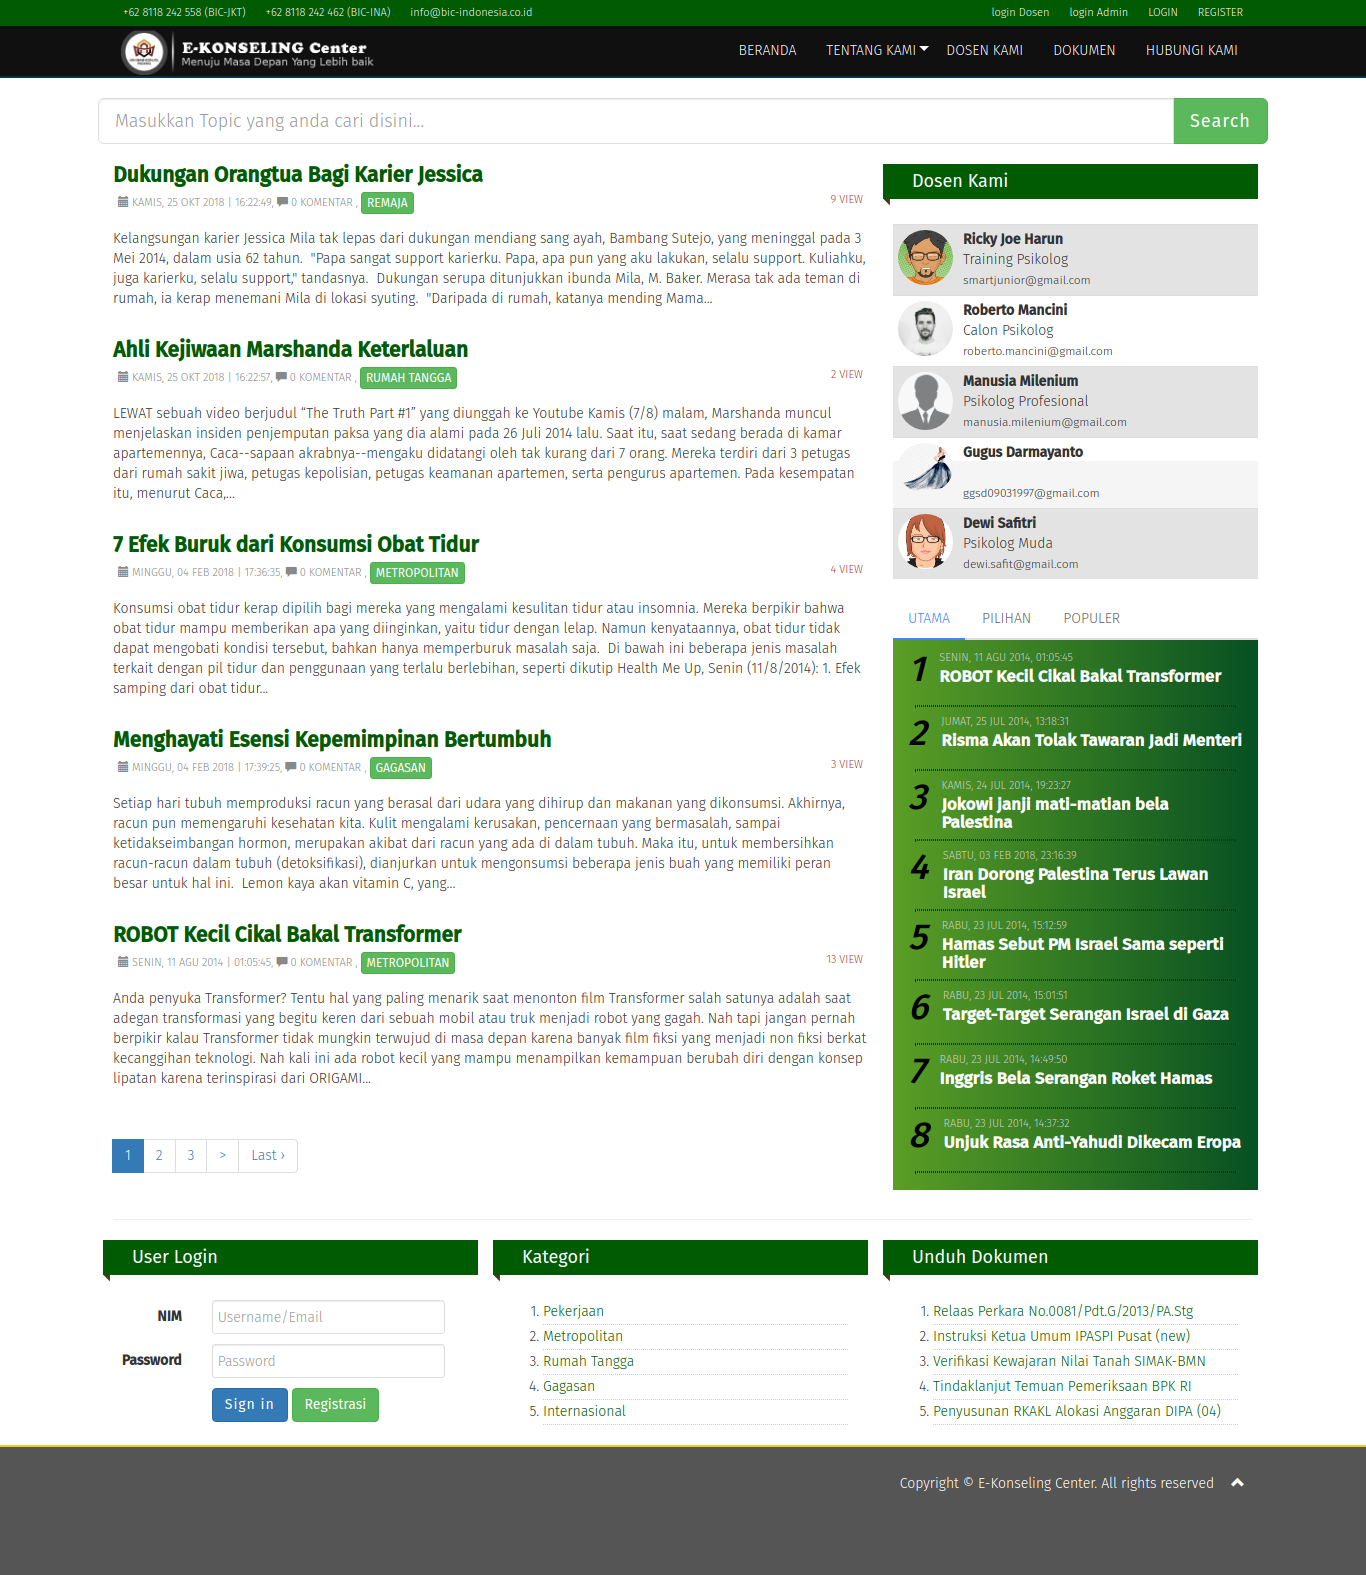 +62 8118 242 558 (BIC-JKT) +62 8118 242 462 (BIC-INA) info@bic-indonesia.co.id login Dosen login Admin LOGIN REGISTER
E-KONSELING Center
Menuju Masa Depan Yang Lebih baik
BERANDA TENTANG KAMI DOSEN KAMI DOKUMEN HUBUNGI KAMI
Masukkan Topic yang anda cari disini... Search
Dukungan Orangtua Bagi Karier Jessica
KAMIS, 25 OKT 2018 | 16:22:49, 0 KOMENTAR , REMAJA 9 VIEW
Kelangsungan karier Jessica Mila tak lepas dari dukungan mendiang sang ayah, Bambang Sutejo, yang meninggal pada 3
Mei 2014, dalam usia 62 tahun.  "Papa sangat support karierku. Papa, apa pun yang aku lakukan, selalu support. Kuliahku,
juga karierku, selalu support," tandasnya.  Dukungan serupa ditunjukkan ibunda Mila, M. Baker. Merasa tak ada teman di
rumah, ia kerap menemani Mila di lokasi syuting.  "Daripada di rumah, katanya mending Mama...
Ahli Kejiwaan Marshanda Keterlaluan
KAMIS, 25 OKT 2018 | 16:22:57, 0 KOMENTAR , RUMAH TANGGA 2 VIEW
LEWAT sebuah video berjudul “The Truth Part #1” yang diunggah ke Youtube Kamis (7/8) malam, Marshanda muncul
menjelaskan insiden penjemputan paksa yang dia alami pada 26 Juli 2014 lalu. Saat itu, saat sedang berada di kamar
apartemennya, Caca--sapaan akrabnya--mengaku didatangi oleh tak kurang dari 7 orang. Mereka terdiri dari 3 petugas
dari rumah sakit jiwa, petugas kepolisian, petugas keamanan apartemen, serta pengurus apartemen. Pada kesempatan
itu, menurut Caca,...
7 Efek Buruk dari Konsumsi Obat Tidur
MINGGU, 04 FEB 2018 | 17:36:35, 0 KOMENTAR , METROPOLITAN 4 VIEW
Konsumsi obat tidur kerap dipilih bagi mereka yang mengalami kesulitan tidur atau insomnia. Mereka berpikir bahwa
obat tidur mampu memberikan apa yang diinginkan, yaitu tidur dengan lelap. Namun kenyataannya, obat tidur tidak
dapat mengobati kondisi tersebut, bahkan hanya memperburuk masalah saja.  Di bawah ini beberapa jenis masalah
terkait dengan pil tidur dan penggunaan yang terlalu berlebihan, seperti dikutip Health Me Up, Senin (11/8/2014): 1. Efek
samping dari obat tidur...
Menghayati Esensi Kepemimpinan Bertumbuh
MINGGU, 04 FEB 2018 | 17:39:25, 0 KOMENTAR , GAGASAN 3 VIEW
Setiap hari tubuh memproduksi racun yang berasal dari udara yang dihirup dan makanan yang dikonsumsi. Akhirnya,
racun pun memengaruhi kesehatan kita. Kulit mengalami kerusakan, pencernaan yang bermasalah, sampai
ketidakseimbangan hormon, merupakan akibat dari racun yang ada di dalam tubuh. Maka itu, untuk membersihkan
racun-racun dalam tubuh (detoksifikasi), dianjurkan untuk mengonsumsi beberapa jenis buah yang memiliki peran
besar untuk hal ini.  Lemon kaya akan vitamin C, yang...
ROBOT Kecil Cikal Bakal Transformer
SENIN, 11 AGU 2014 | 01:05:45, 0 KOMENTAR , METROPOLITAN 13 VIEW
Anda penyuka Transformer? Tentu hal yang paling menarik saat menonton film Transformer salah satunya adalah saat
adegan transformasi yang begitu keren dari sebuah mobil atau truk menjadi robot yang gagah. Nah tapi jangan pernah
berpikir kalau Transformer tidak mungkin terwujud di masa depan karena banyak film fiksi yang menjadi non fiksi berkat
kecanggihan teknologi. Nah kali ini ada robot kecil yang mampu menampilkan kemampuan berubah diri dengan konsep
lipatan karena terinspirasi dari ORIGAMI...
1 2 3 > Last ›
Dosen Kami
Ricky Joe Harun
Training Psikolog
smartjunior@gmail.com
Roberto Mancini
Calon Psikolog
roberto.mancini@gmail.com
Manusia Milenium
Psikolog Profesional
manusia.milenium@gmail.com
Gugus Darmayanto
ggsd09031997@gmail.com
Dewi Safitri
Psikolog Muda
dewi.safit@gmail.com
UTAMA PILIHAN POPULER
1 SENIN, 11 AGU 2014, 01:05:45
ROBOT Kecil Cikal Bakal Transformer
2 JUMAT, 25 JUL 2014, 13:18:31
Risma Akan Tolak Tawaran Jadi Menteri
3 KAMIS, 24 JUL 2014, 19:23:27
Jokowi janji mati-matian bela
Palestina
4 SABTU, 03 FEB 2018, 23:16:39
Iran Dorong Palestina Terus Lawan
Israel
5 RABU, 23 JUL 2014, 15:12:59
Hamas Sebut PM Israel Sama seperti
Hitler
6 RABU, 23 JUL 2014, 15:01:51
Target-Target Serangan Israel di Gaza
7 RABU, 23 JUL 2014, 14:49:50
Inggris Bela Serangan Roket Hamas
8 RABU, 23 JUL 2014, 14:37:32
Unjuk Rasa Anti-Yahudi Dikecam Eropa
User Login
NIM Username/Email
Password Password
Sign in Registrasi
Kategori
1. Pekerjaan
2. Metropolitan
3. Rumah Tangga
4. Gagasan
5. Internasional
Unduh Dokumen
1. Relaas Perkara No.0081/Pdt.G/2013/PA.Stg
2. Instruksi Ketua Umum IPASPI Pusat (new)
3. Verifikasi Kewajaran Nilai Tanah SIMAK-BMN
4. Tindaklanjut Temuan Pemeriksaan BPK RI
5. Penyusunan RKAKL Alokasi Anggaran DIPA (04)
Copyright © E-Konseling Center. All rights reserved